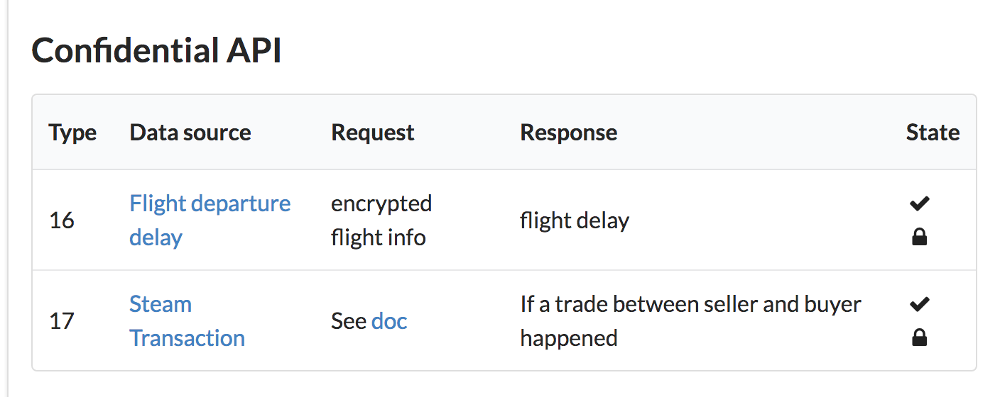 Confidential API
Type Data source Request Response State
Flight departure encrypted
16 flight delay
delay flight info
Steam If a trade between seller and buyer
17 See doc
Transaction happened